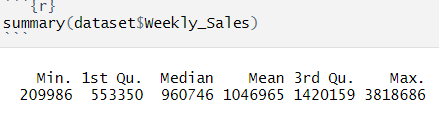 ```{r}
summary(dataset$Weekly_Sales)
```
Min. 1st Qu. Median Mean 3rd Qu. Max.
209986 553350 960746 1046965 1420159 3818686